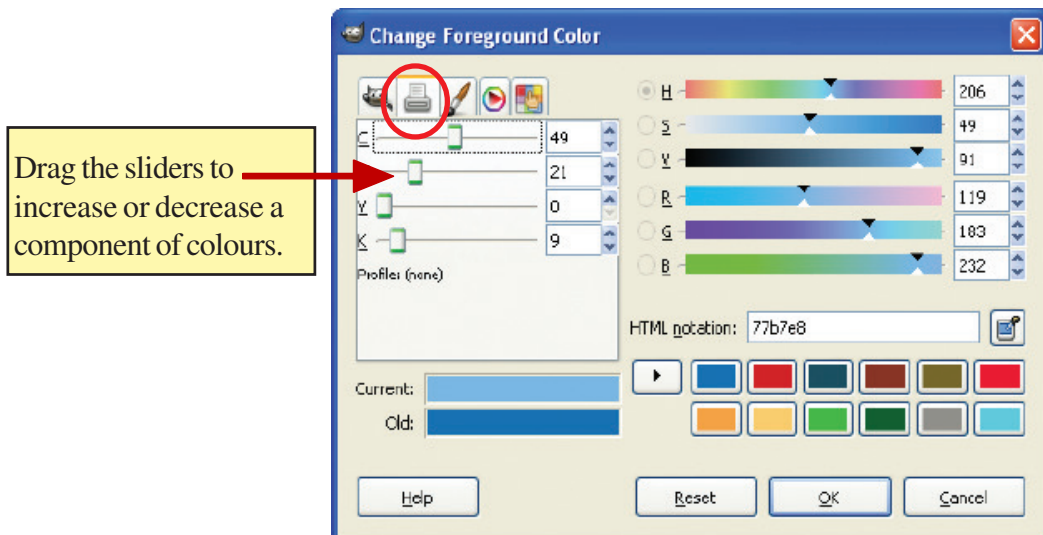 Change Foreground Color
Drag the sliders to
increase or decrease a
component of colours.
C 49
21
Y 0
K 9
Profile: (none)
H 206
S 49
V 91
R 119
G 183
B 232
HTML notation: 77b7e8
Current:
Old:
Help
Reset
OK
Cancel